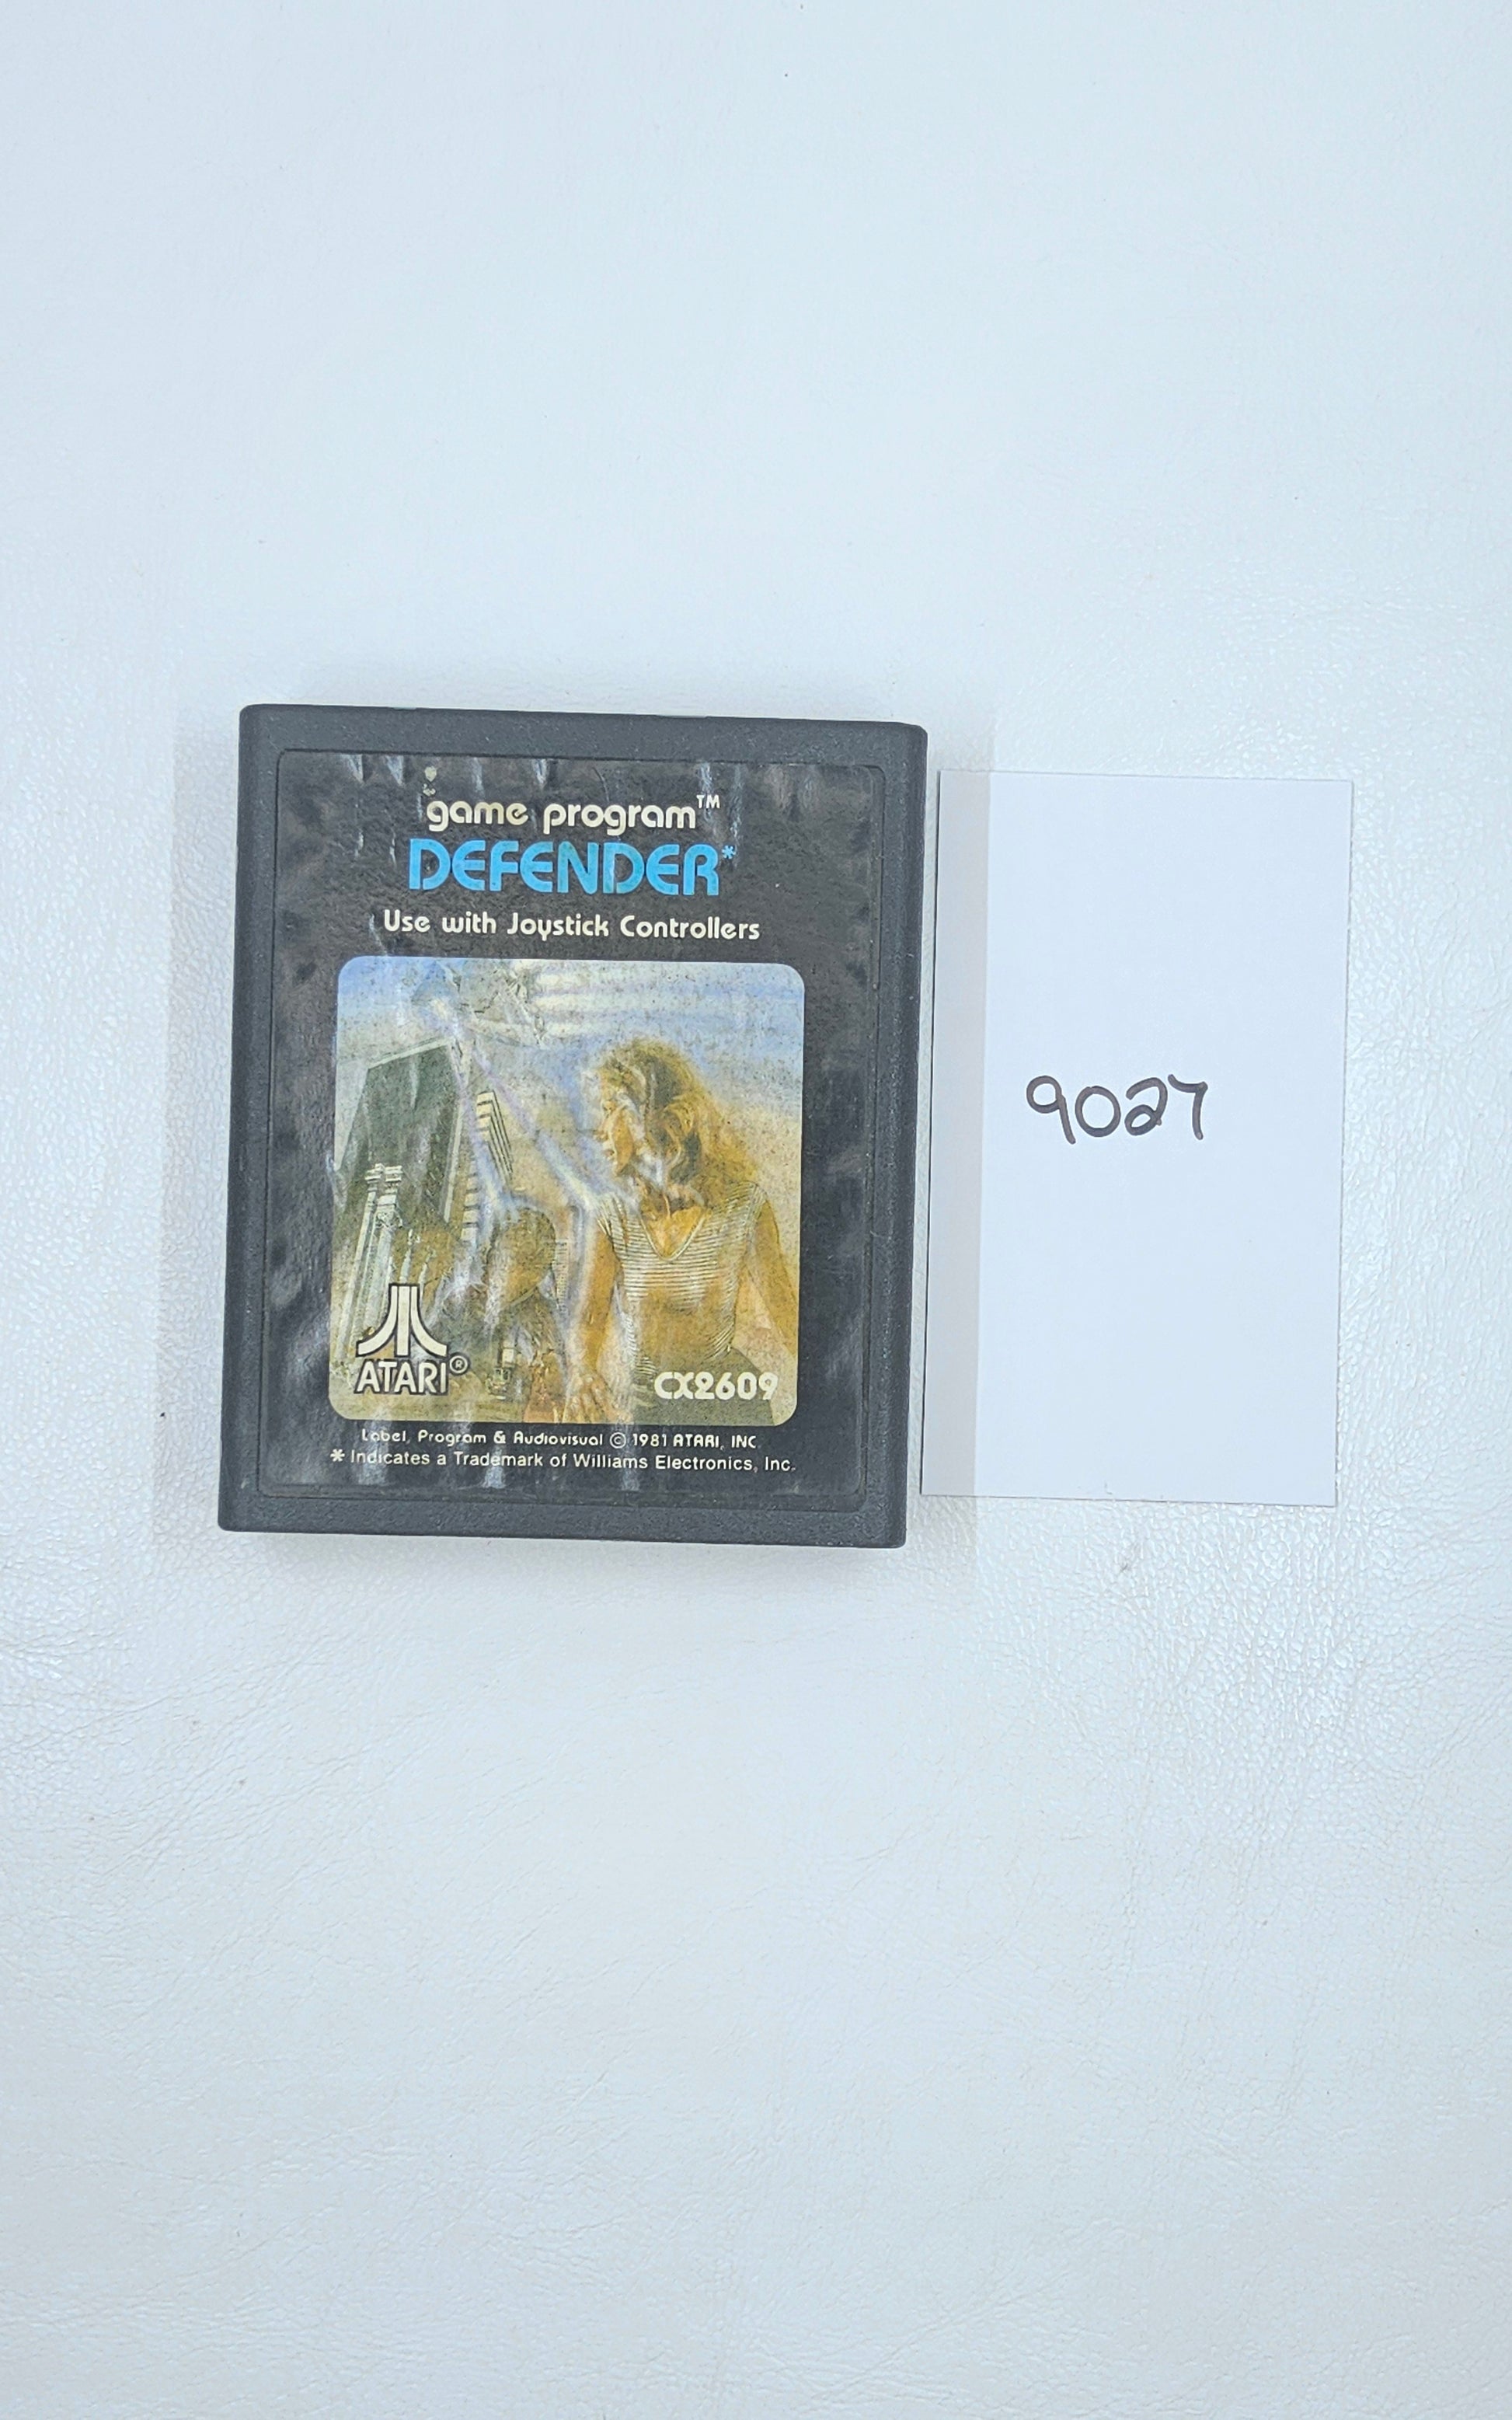 game program™
DEFENDER*
Use with Joystick Controllers
ATARI®
CX2609
Label, Program & Audiovisual © 1981 ATARI, INC.
* Indicates a Trademark of Williams Electronics, Inc.
9027